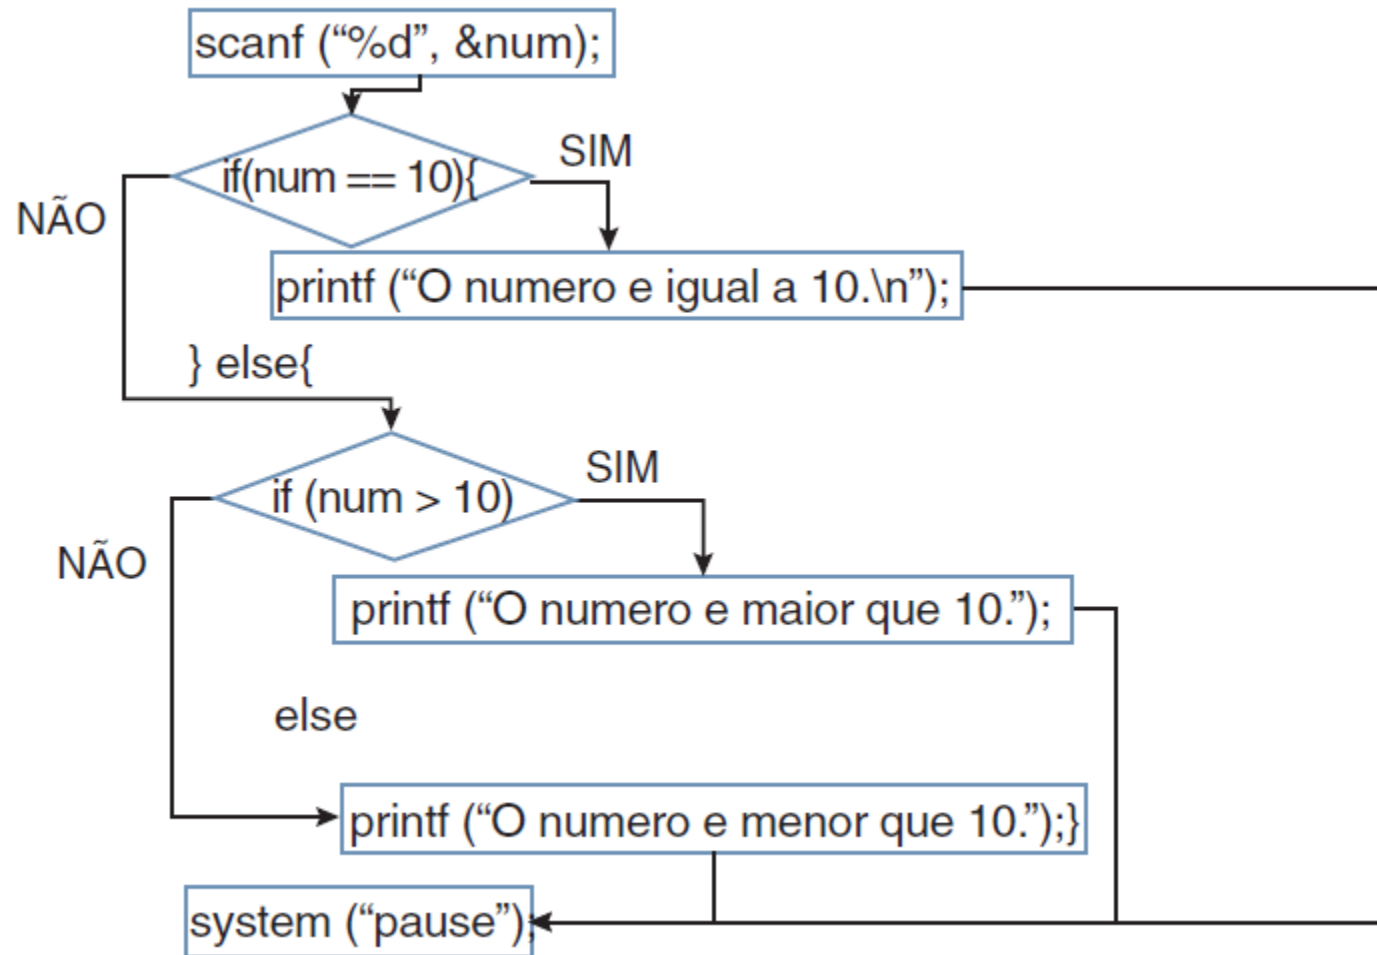 scanf (“%d”, &num);
if(num == 10){
SIM
NÃO
printf (“O numero e igual a 10.\n”);
} else{
if (num > 10)
SIM
NÃO
printf (“O numero e maior que 10.”);
else
printf (“O numero e menor que 10.”);}
system (“pause”);